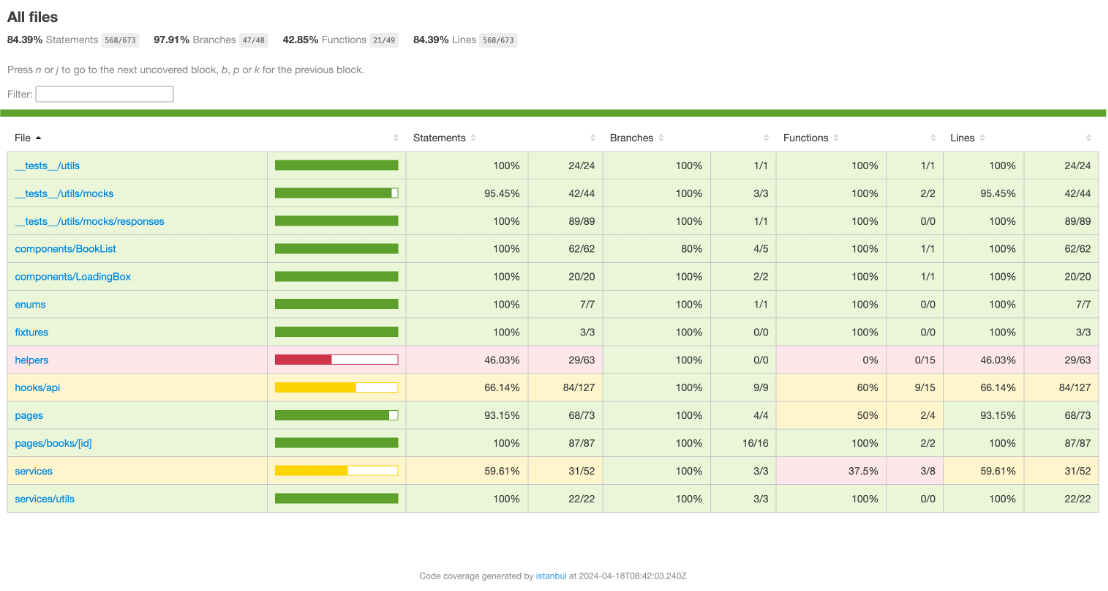 All files
84.39% Statements 568/673 97.91% Branches 47/48 42.85% Functions 21/49 84.39% Lines 568/673
Press n or j to go to the next uncovered block, b, p or k for the previous block.
Filter:
File Statements Branches Functions Lines
__tests__/utils 100% 24/24 100% 1/1 100% 1/1 100% 24/24
__tests__/utils/mocks 95.45% 42/44 100% 3/3 100% 2/2 95.45% 42/44
__tests__/utils/mocks/responses 100% 89/89 100% 1/1 100% 0/0 100% 89/89
components/BookList 100% 62/62 80% 4/5 100% 1/1 100% 62/62
components/LoadingBox 100% 20/20 100% 2/2 100% 1/1 100% 20/20
enums 100% 7/7 100% 1/1 100% 0/0 100% 7/7
fixtures 100% 3/3 100% 0/0 100% 0/0 100% 3/3
helpers 46.03% 29/63 100% 0/0 0% 0/15 46.03% 29/63
hooks/api 66.14% 84/127 100% 9/9 60% 9/15 66.14% 84/127
pages 93.15% 68/73 100% 4/4 50% 2/4 93.15% 68/73
pages/books/[id] 100% 87/87 100% 16/16 100% 2/2 100% 87/87
services 59.61% 31/52 100% 3/3 37.5% 3/8 59.61% 31/52
services/utils 100% 22/22 100% 3/3 100% 0/0 100% 22/22
Code coverage generated by istanbul at 2024-04-18T08:42:03.240Z